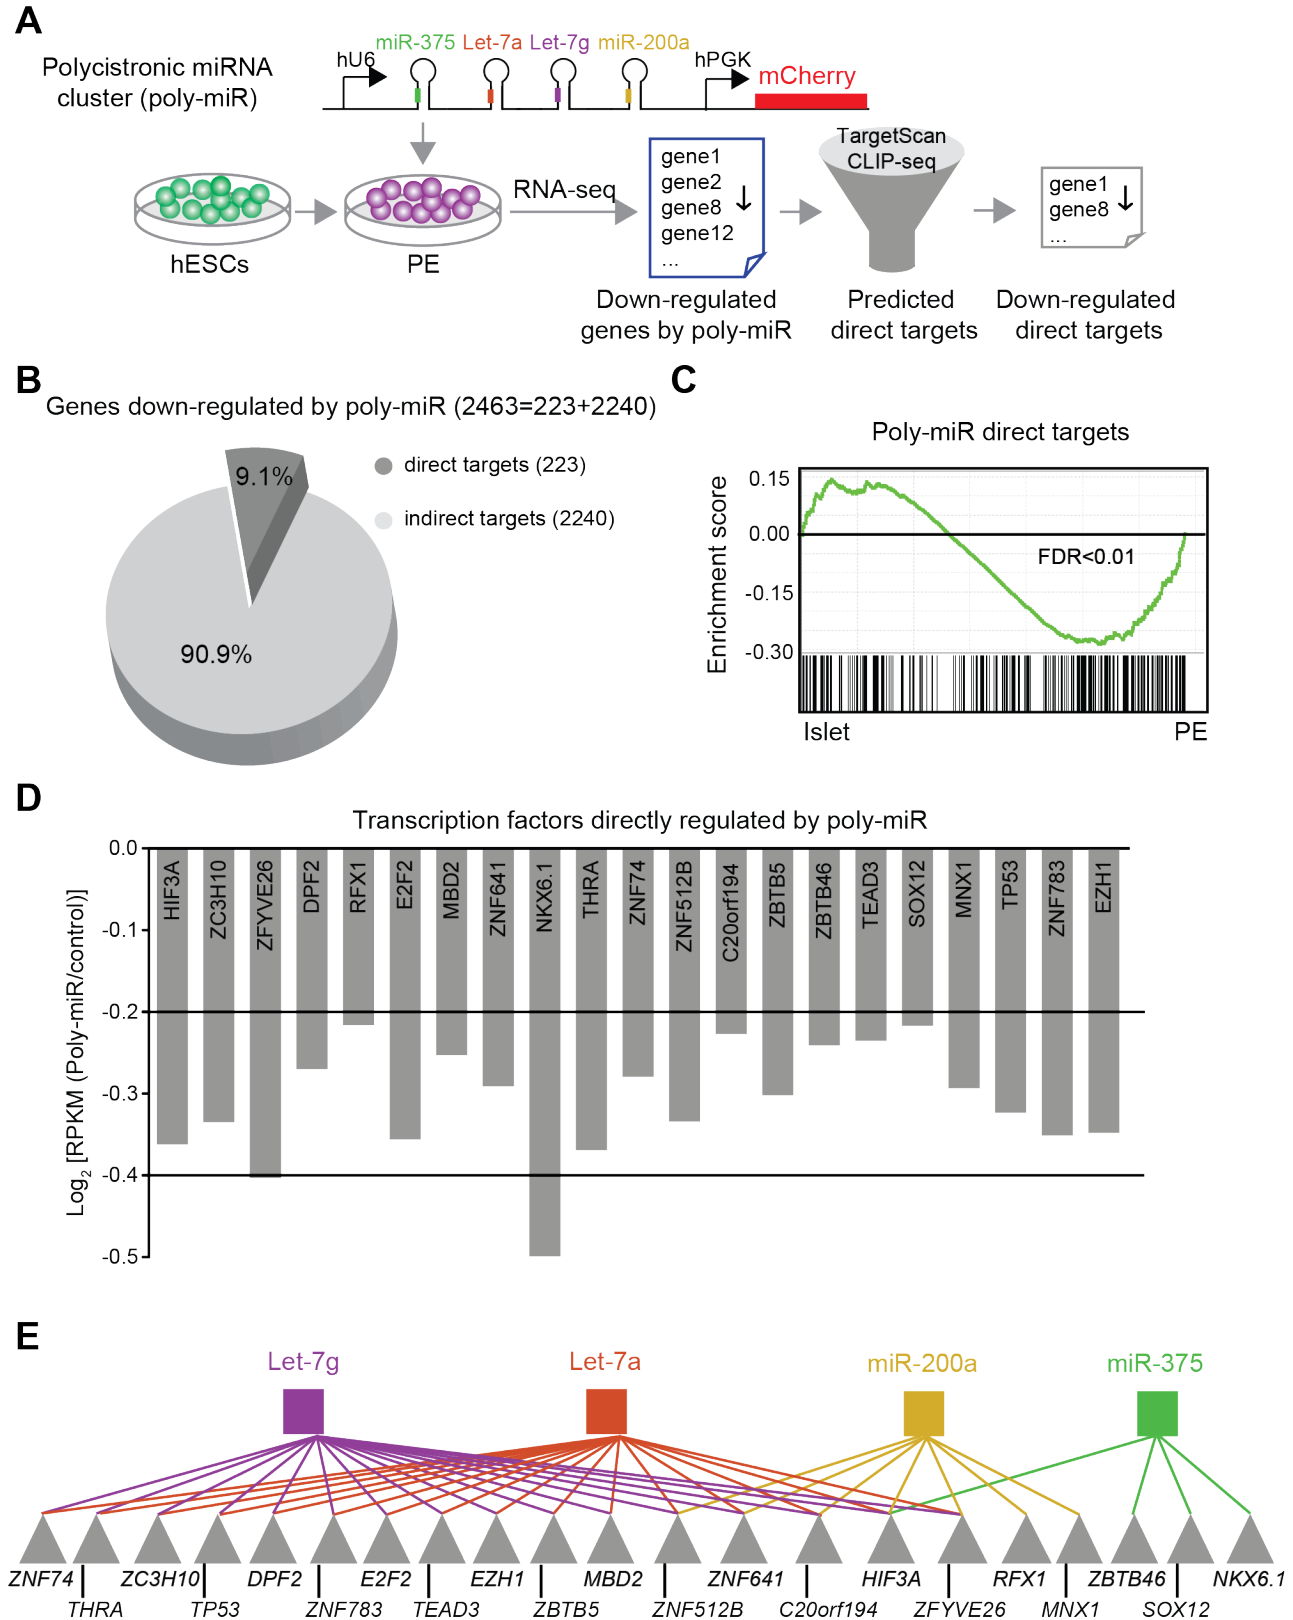 A
miR-375 Let-7a Let-7g miR-200a
hU6
hPGK
mCherry
Polycistronic miRNA
cluster (poly-miR)
hESCs
PE
RNA-seq
gene1
gene2
gene8
gene12
...
↓
Down-regulated
genes by poly-miR
TargetScan
CLIP-seq
Predicted
direct targets
gene1
gene8
...
↓
Down-regulated
direct targets
B
Genes down-regulated by poly-miR (2463=223+2240)
9.1%
90.9%
direct targets (223)
indirect targets (2240)
C
Poly-miR direct targets
Enrichment score
0.15
0.00
-0.15
-0.30
FDR<0.01
Islet
PE
D
Transcription factors directly regulated by poly-miR
Log2 [RPKM (Poly-miR/control)]
0.0
-0.1
-0.2
-0.3
-0.4
-0.5
HIF3A
ZC3H10
ZFYVE26
DPF2
RFX1
E2F2
MBD2
ZNF641
NKX6.1
THRA
ZNF74
ZNF512B
C20orf194
ZBTB5
ZBTB46
TEAD3
SOX12
MNX1
TP53
ZNF783
EZH1
E
Let-7g
Let-7a
miR-200a
miR-375
ZNF74 ZC3H10 DPF2 E2F2 EZH1 MBD2 ZNF641 HIF3A RFX1 ZBTB46 NKX6.1
THRA TP53 ZNF783 TEAD3 ZBTB5 ZNF512B C20orf194 ZFYVE26 MNX1 SOX12